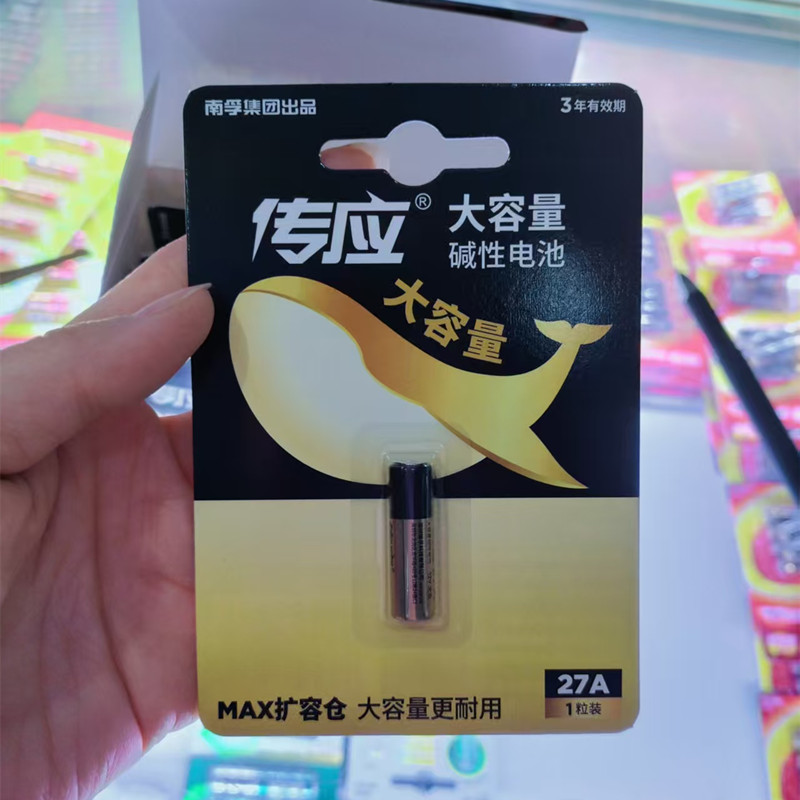 南孚集团出品
3年有效期
传应®
大容量
碱性电池
大容量
27A
MAX扩容仓 大容量更耐用
1粒装